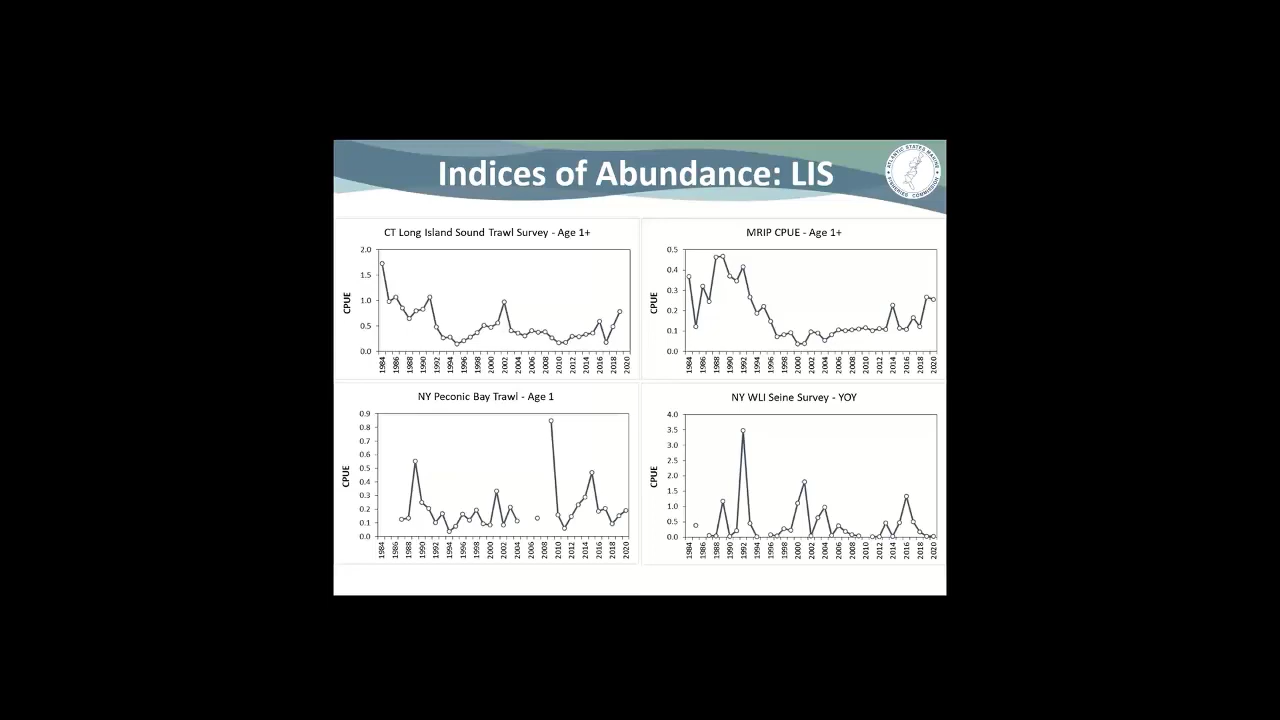 Indices of Abundance: LIS
ATLANTIC STATES MARINE FISHERIES COMMISSION
CT Long Island Sound Trawl Survey - Age 1+
CPUE
2.0
1.5
1.0
0.5
0.0
1984 1986 1988 1990 1992 1994 1996 1998 2000 2002 2004 2006 2008 2010 2012 2014 2016 2018 2020
MRIP CPUE - Age 1+
CPUE
0.5
0.4
0.3
0.2
0.1
0.0
1984 1986 1988 1990 1992 1994 1996 1998 2000 2002 2004 2006 2008 2010 2012 2014 2016 2018 2020
NY Peconic Bay Trawl - Age 1
CPUE
0.9
0.8
0.7
0.6
0.5
0.4
0.3
0.2
0.1
0.0
1984 1986 1988 1990 1992 1994 1996 1998 2000 2002 2004 2006 2008 2010 2012 2014 2016 2018 2020
NY WLI Seine Survey - YOY
CPUE
4.0
3.5
3.0
2.5
2.0
1.5
1.0
0.5
0.0
1984 1986 1988 1990 1992 1994 1996 1998 2000 2002 2004 2006 2008 2010 2012 2014 2016 2018 2020